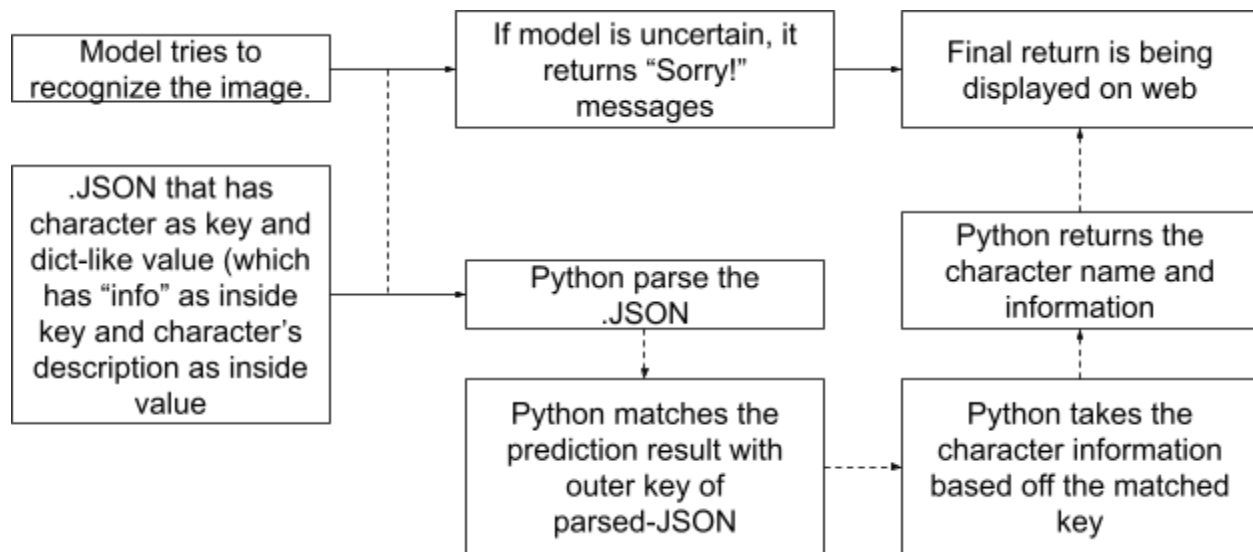 Model tries to
recognize the image.
If model is uncertain, it
returns “Sorry!”
messages
Final return is being
displayed on web
.JSON that has
character as key and
dict-like value (which
has “info” as inside
key and character’s
description as inside
value
Python parse the
.JSON
Python returns the
character name and
information
Python matches the
prediction result with
outer key of
parsed-JSON
Python takes the
character information
based off the matched
key